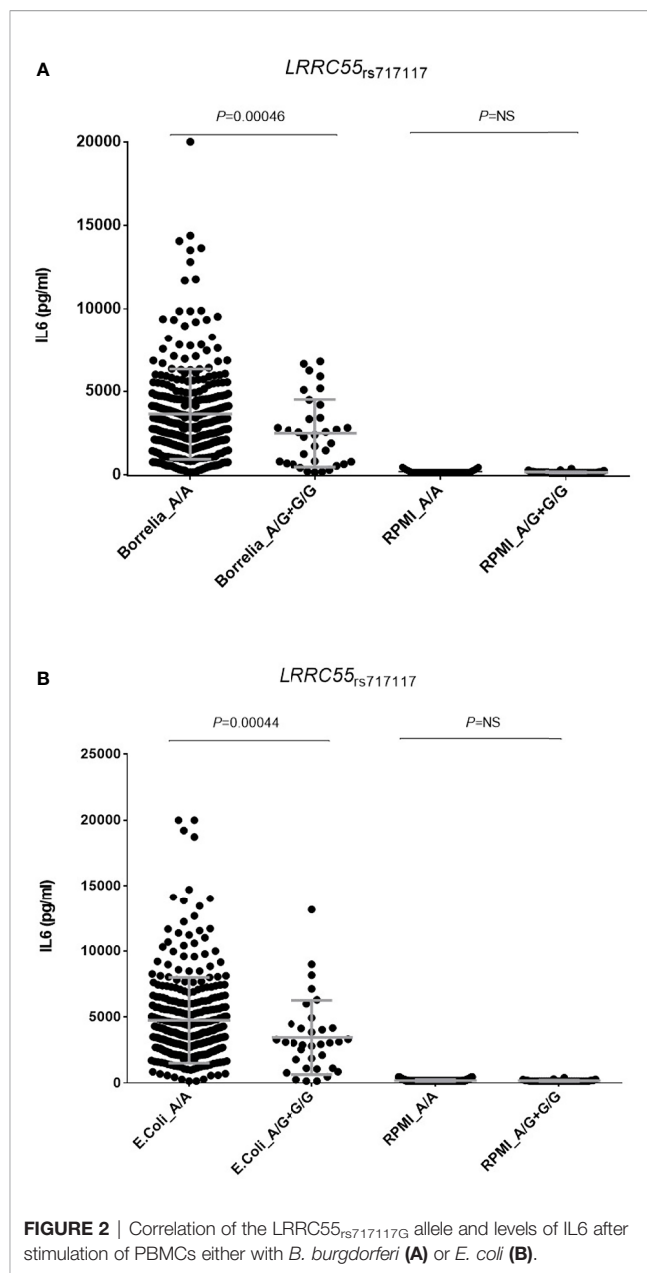 A
LRRC55rs717117
P=0.00046
P=NS
20000
15000
10000
5000
0
IL6 (pg/ml)
Borrelia_A/A
Borrelia_A/G+G/G
RPMI_A/A
RPMI_A/G+G/G
B
LRRC55rs717117
P=0.00044
P=NS
25000
20000
15000
10000
5000
0
IL6 (pg/ml)
E.Coli_A/A
E.Coli_A/G+G/G
RPMI_A/A
RPMI_A/G+G/G
FIGURE 2 | Correlation of the LRRC55rs717117G allele and levels of IL6 after
stimulation of PBMCs either with B. burgdorferi (A) or E. coli (B).